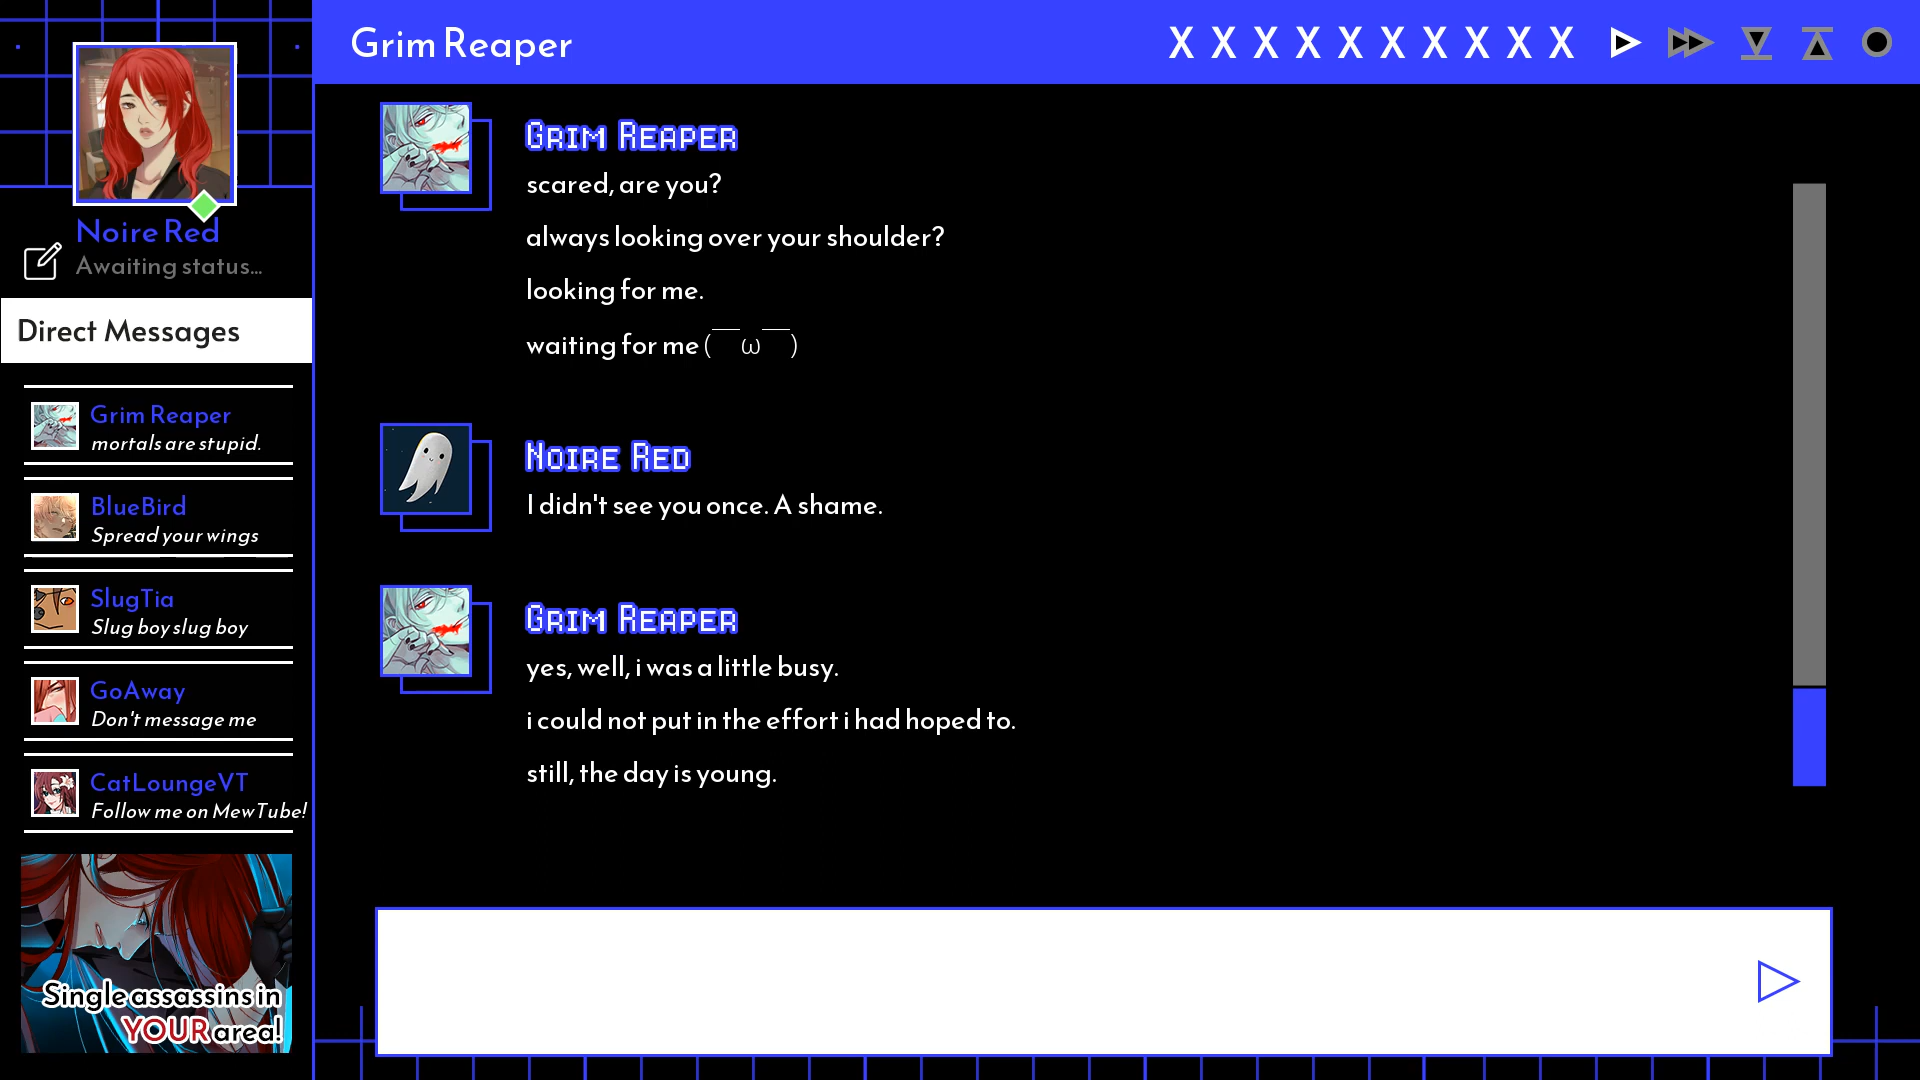 Grim Reaper
X X X X X X X X X X
Noire Red
Awaiting status...
Direct Messages
Grim Reaper
mortals are stupid.
BlueBird
Spread your wings
SlugTia
Slug boy slug boy
GoAway
Don't message me
CatLoungeVT
Follow me on MewTube!
Single assassins in
YOUR area!
Grim Reaper
scared, are you?
always looking over your shoulder?
looking for me.
waiting for me (￣ω￣)
Noire Red
I didn't see you once. A shame.
Grim Reaper
yes, well, i was a little busy.
i could not put in the effort i had hoped to.
still, the day is young.